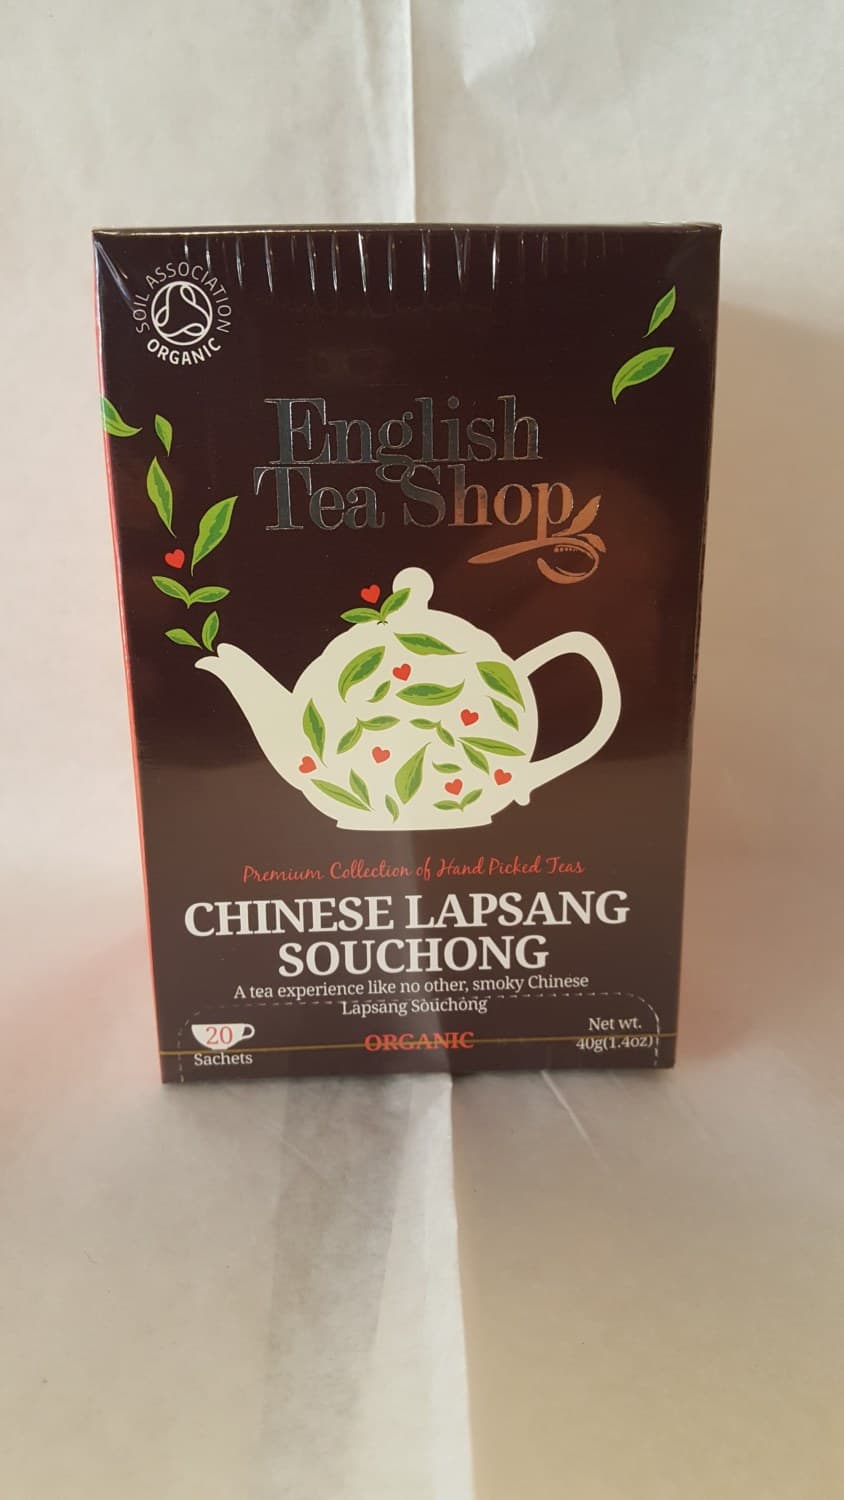 SOIL ASSOCIATION
ORGANIC
English
Tea Shop
Premium Collection of Hand Picked Teas
CHINESE LAPSANG
SOUCHONG
A tea experience like no other, smoky Chinese
Lapsang Souchong
20
Sachets
ORGANIC
Net wt.
40g(1.4oz)